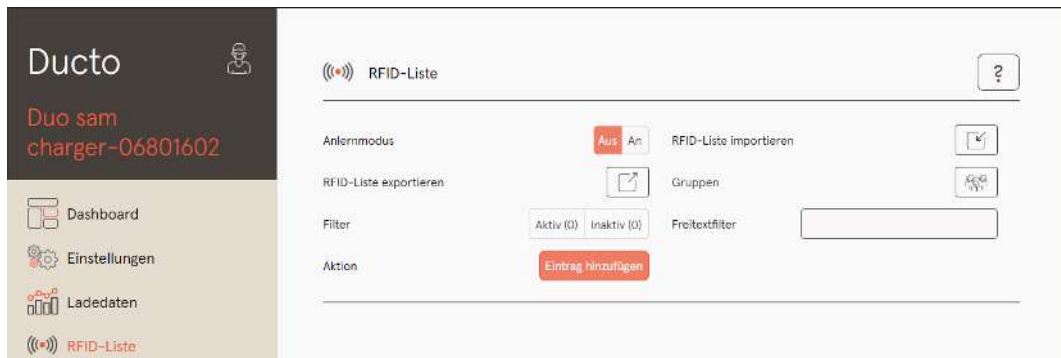 Ducto
Duo sam
charger-06801602
Dashboard
Einstellungen
Ladedaten
RFID-Liste
RFID-Liste
?
Anlernmodus Aus An RFID-Liste importieren
RFID-Liste exportieren Gruppen
Filter Aktiv (0) Inaktiv (0) Freitextfilter
Aktion Eintrag hinzufügen